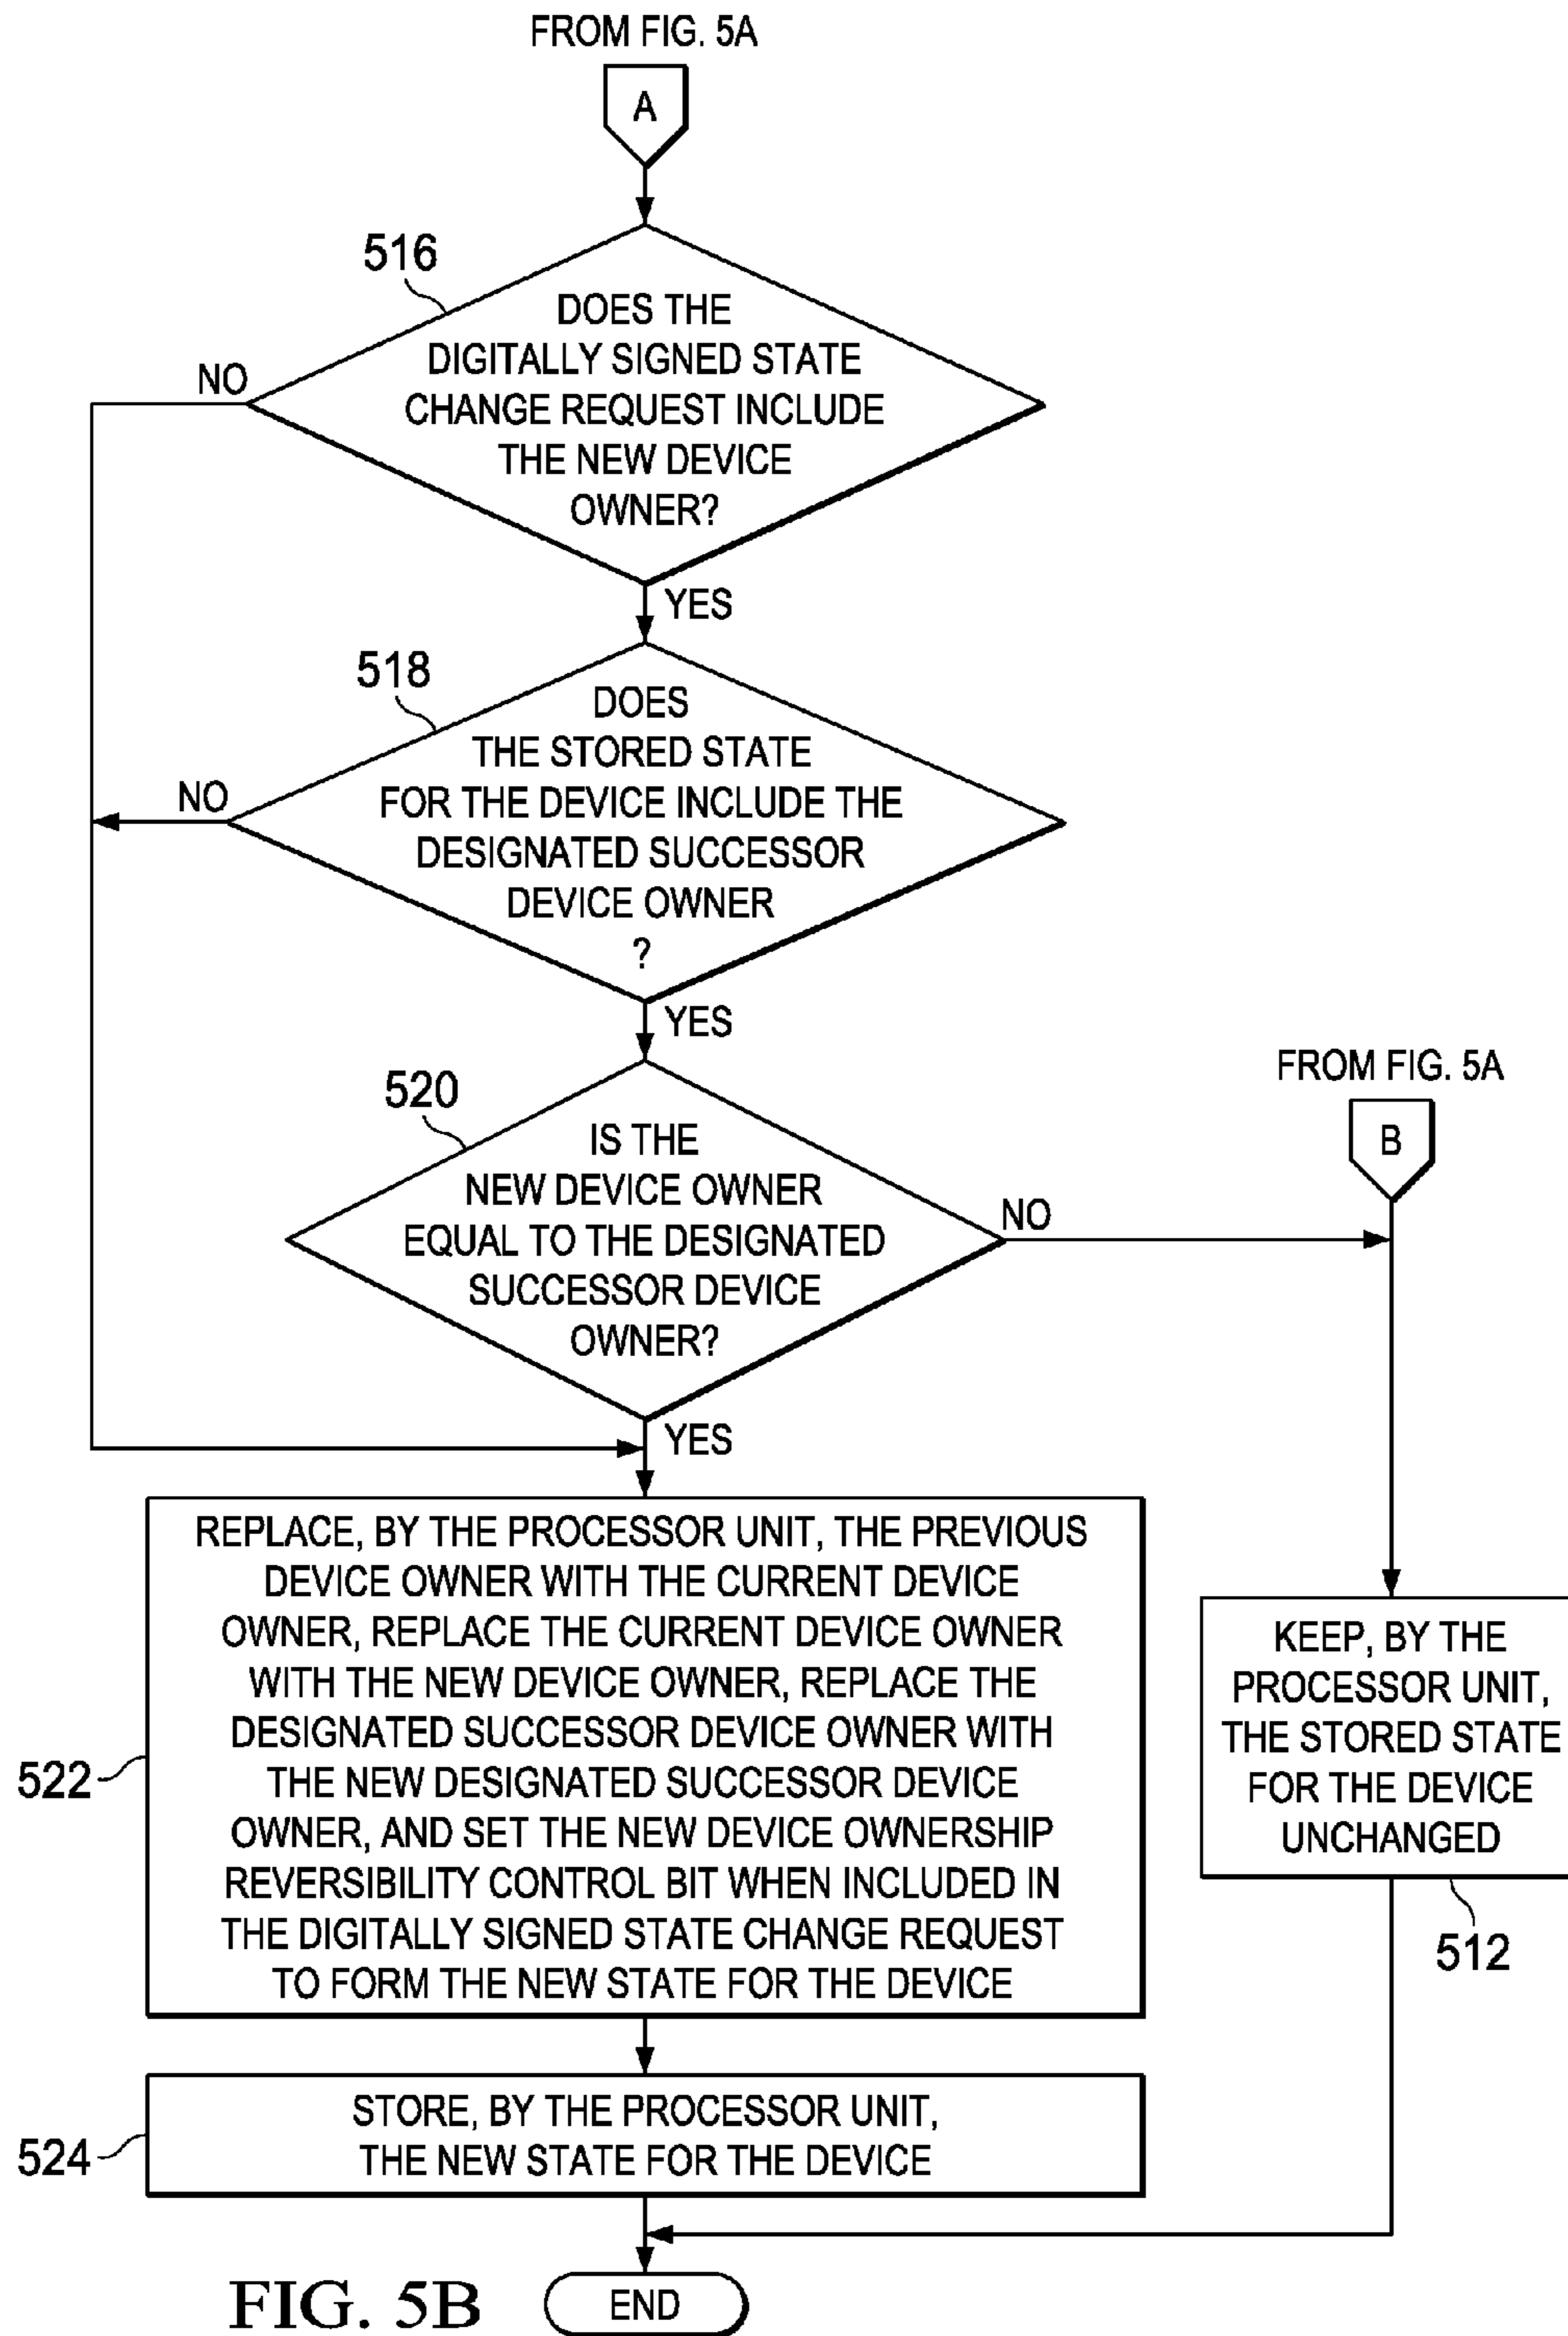 FROM FIG. 5A
A
516
DOES THE
DIGITALLY SIGNED STATE
CHANGE REQUEST INCLUDE
THE NEW DEVICE
OWNER?
NO
YES
518
DOES
THE STORED STATE
FOR THE DEVICE INCLUDE THE
DESIGNATED SUCCESSOR
DEVICE OWNER
?
NO
YES
520
IS THE
NEW DEVICE OWNER
EQUAL TO THE DESIGNATED
SUCCESSOR DEVICE
OWNER?
NO
YES
FROM FIG. 5A
B
REPLACE, BY THE PROCESSOR UNIT, THE PREVIOUS
DEVICE OWNER WITH THE CURRENT DEVICE
OWNER, REPLACE THE CURRENT DEVICE OWNER
WITH THE NEW DEVICE OWNER, REPLACE THE
DESIGNATED SUCCESSOR DEVICE OWNER WITH
THE NEW DESIGNATED SUCCESSOR DEVICE
OWNER, AND SET THE NEW DEVICE OWNERSHIP
REVERSIBILITY CONTROL BIT WHEN INCLUDED IN
THE DIGITALLY SIGNED STATE CHANGE REQUEST
TO FORM THE NEW STATE FOR THE DEVICE
522
KEEP, BY THE
PROCESSOR UNIT,
THE STORED STATE
FOR THE DEVICE
UNCHANGED
512
STORE, BY THE PROCESSOR UNIT,
THE NEW STATE FOR THE DEVICE
524
END
FIG. 5B